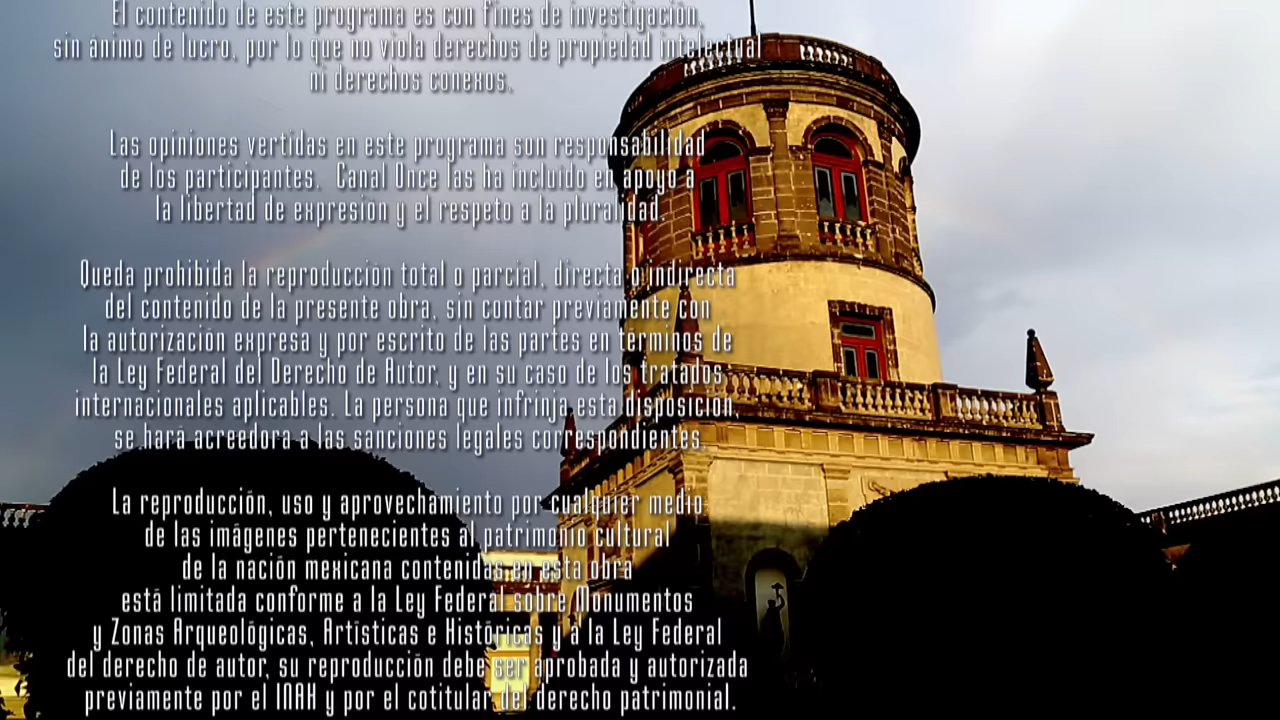 El contenido de este programa es con fines de investigación,
sin ánimo de lucro, por lo que no viola derechos de propiedad intelectual
ni derechos conexos.
Las opiniones vertidas en este programa son responsabilidad
de los participantes. Canal Once las ha incluido en apoyo a
la libertad de expresión y el respeto a la pluralidad.
Queda prohibida la reproducción total o parcial, directa o indirecta
del contenido de la presente obra, sin contar previamente con
la autorización expresa y por escrito de las partes en términos de
la Ley Federal del Derecho de Autor, y en su caso de los tratados
internacionales aplicables. La persona que infrinja esta disposición,
se hará acreedora a las sanciones legales correspondientes
La reproducción, uso y aprovechamiento por cualquier medio
de las imágenes pertenecientes al patrimonio cultural
de la nación mexicana contenidas en esta obra
está limitada conforme a la Ley Federal sobre Monumentos
y Zonas Arqueológicas, Artísticas e Históricas y a la Ley Federal
del derecho de autor, su reproducción debe ser aprobada y autorizada
previamente por el INAH y por el cotitular del derecho patrimonial.